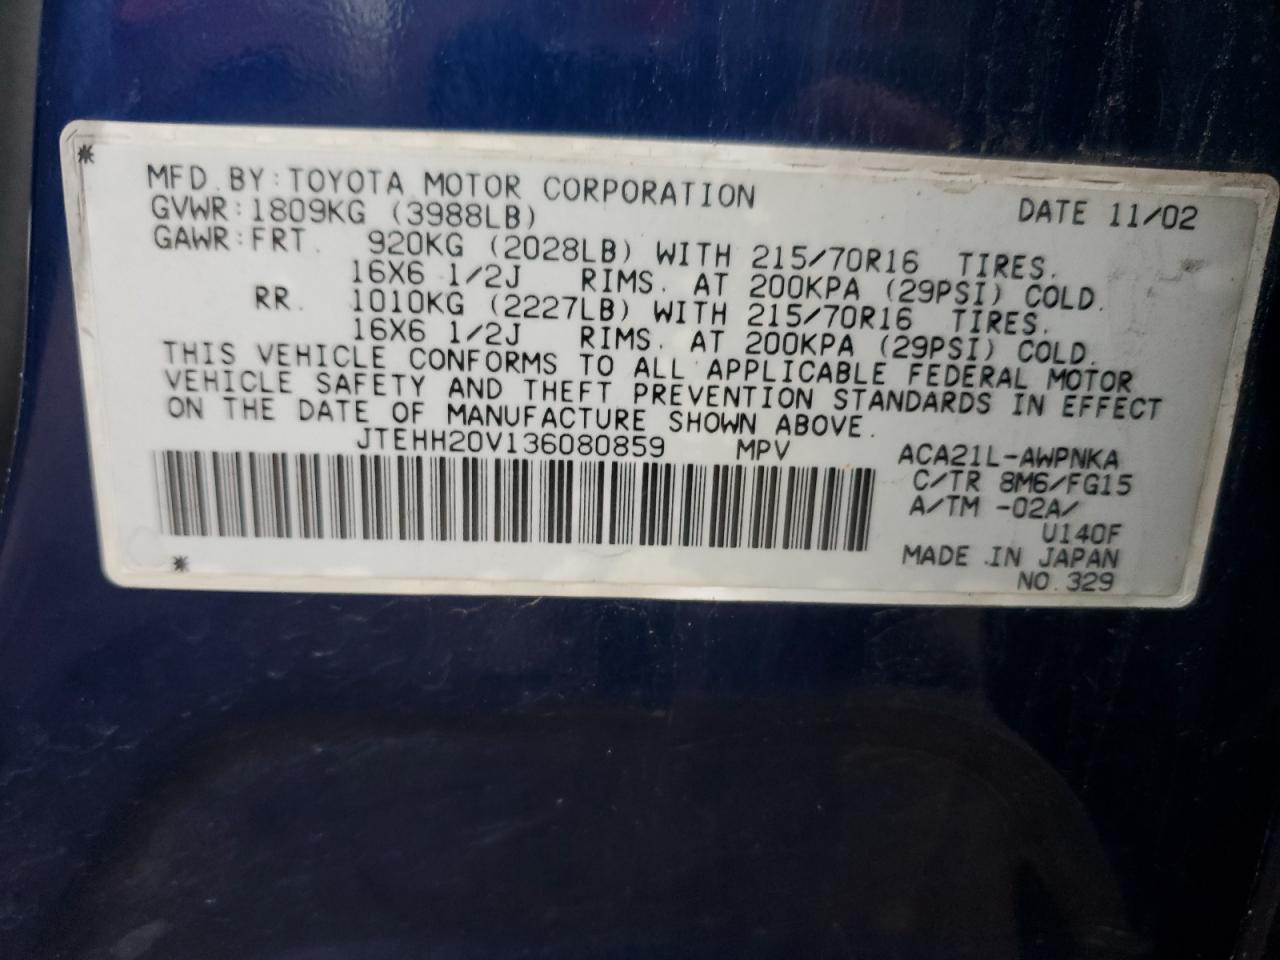 MFD. BY: TOYOTA MOTOR CORPORATION DATE 11/02
GVWR: 1809KG (3988LB)
GAWR: FRT. 920KG (2028LB) WITH 215/70R16 TIRES.
16X6 1/2J RIMS. AT 200KPA (29PSI) COLD.
RR. 1010KG (2227LB) WITH 215/70R16 TIRES.
16X6 1/2J RIMS. AT 200KPA (29PSI) COLD.
THIS VEHICLE CONFORMS TO ALL APPLICABLE FEDERAL MOTOR
VEHICLE SAFETY AND THEFT PREVENTION STANDARDS IN EFFECT
ON THE DATE OF MANUFACTURE SHOWN ABOVE.
JTEHH20V136080859 MPV ACA21L-AWPNKA
C/TR 8M6/FG15
A/TM -02A/
U140F
MADE IN JAPAN
NO. 329